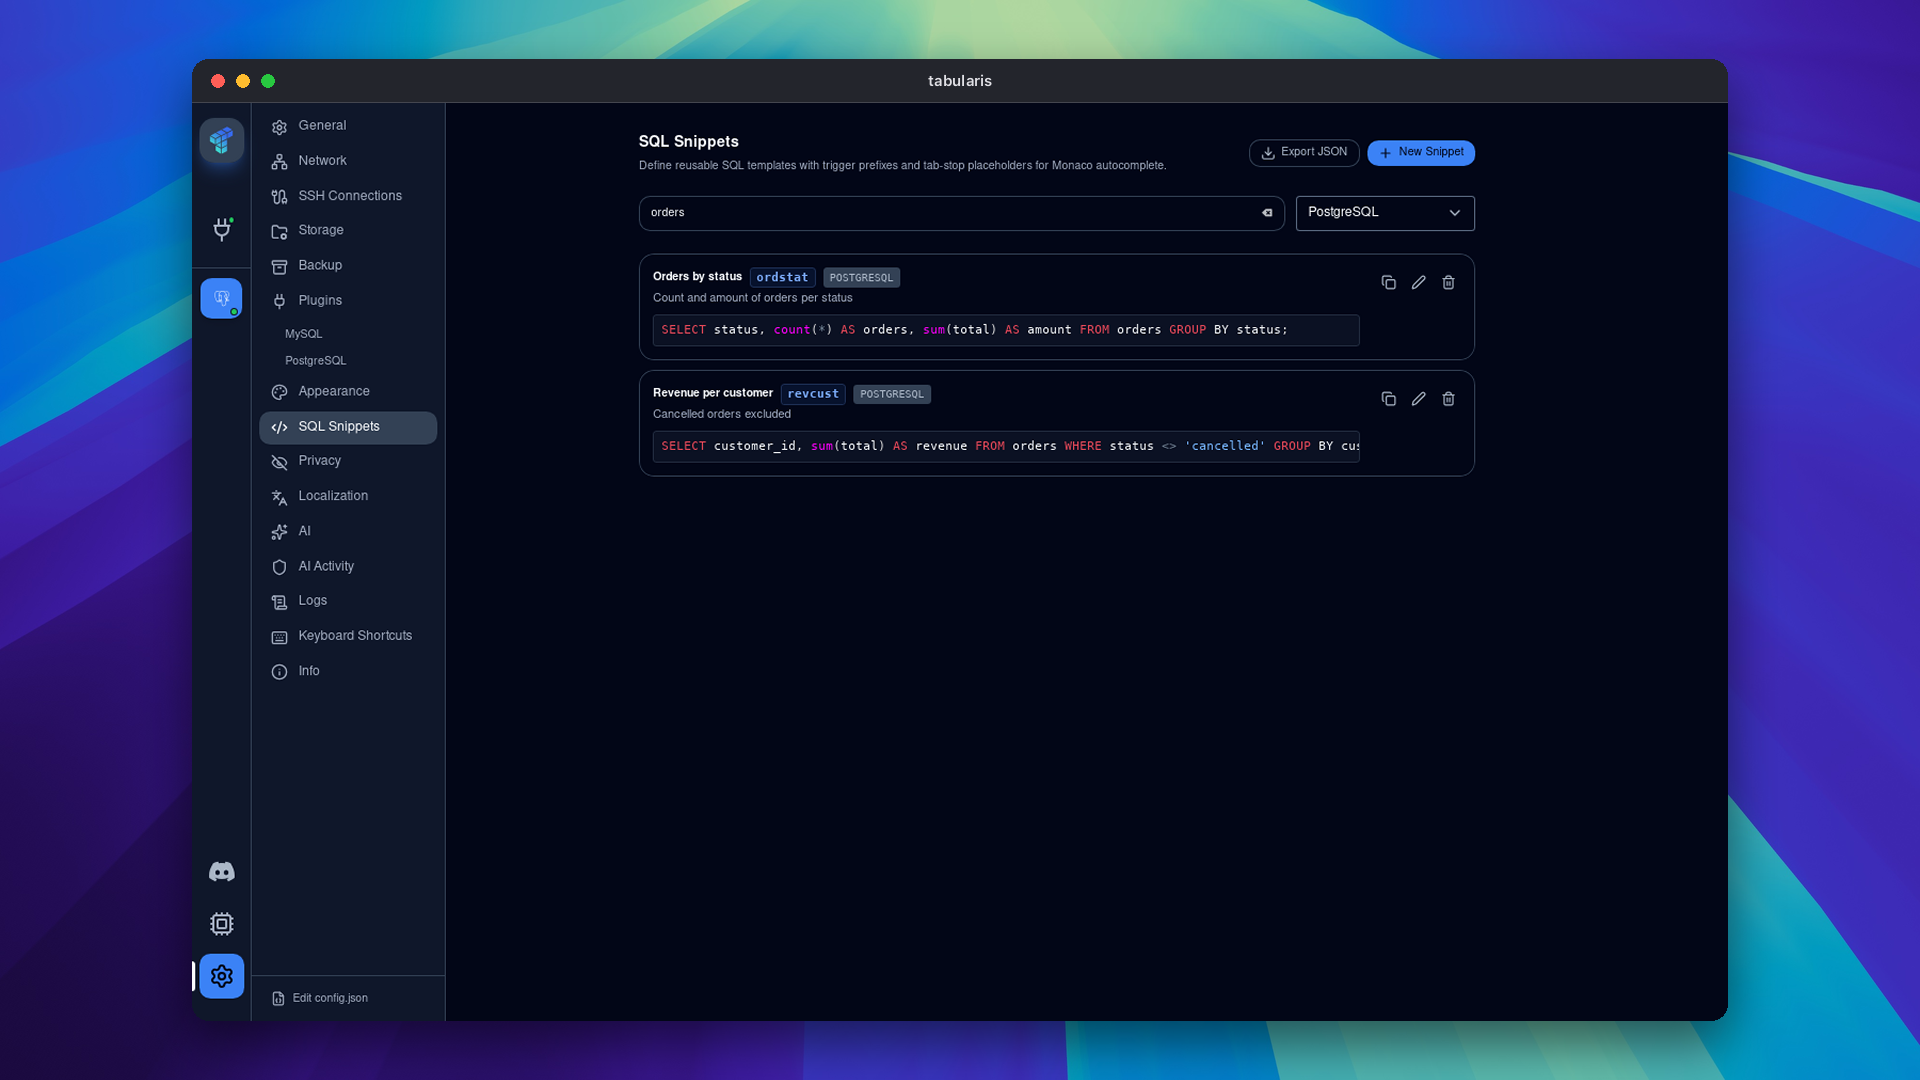 tabularis
General
Network
SSH Connections
Storage
Backup
Plugins
MySQL
PostgreSQL
Appearance
SQL Snippets
Privacy
Localization
AI
AI Activity
Logs
Keyboard Shortcuts
Info
Edit config.json
SQL Snippets
Define reusable SQL templates with trigger prefixes and tab-stop placeholders for Monaco autocomplete.
Export JSON
New Snippet
orders
PostgreSQL
Orders by status ordstat POSTGRESQL
Count and amount of orders per status
SELECT status, count(*) AS orders, sum(total) AS amount FROM orders GROUP BY status;
Revenue per customer revcust POSTGRESQL
Cancelled orders excluded
SELECT customer_id, sum(total) AS revenue FROM orders WHERE status <> 'cancelled' GROUP BY cus